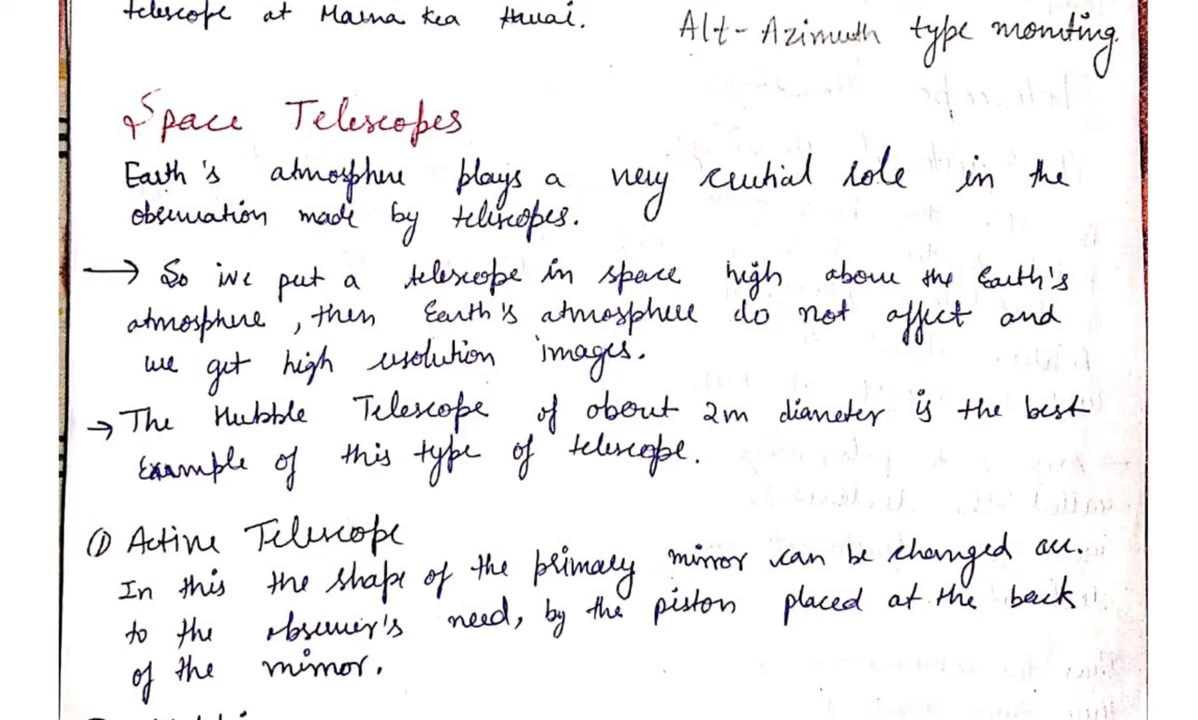 telescope at Mauna Kea Hawai.
Alt-Azimuth type mounting.
Space Telescopes
Earth's atmosphere plays a very crucial role in the
observation made by telescopes.
→ So we put a telescope in space high above the Earth's
atmosphere, then Earth's atmosphere do not affect and
we get high resolution images.
→ The Hubble Telescope of about 2m diameter is the best
Example of this type of telescope.
① Active Telescope
In this the shape of the primary mirror can be changed acc.
to the observer's need, by the piston placed at the back
of the mirror.